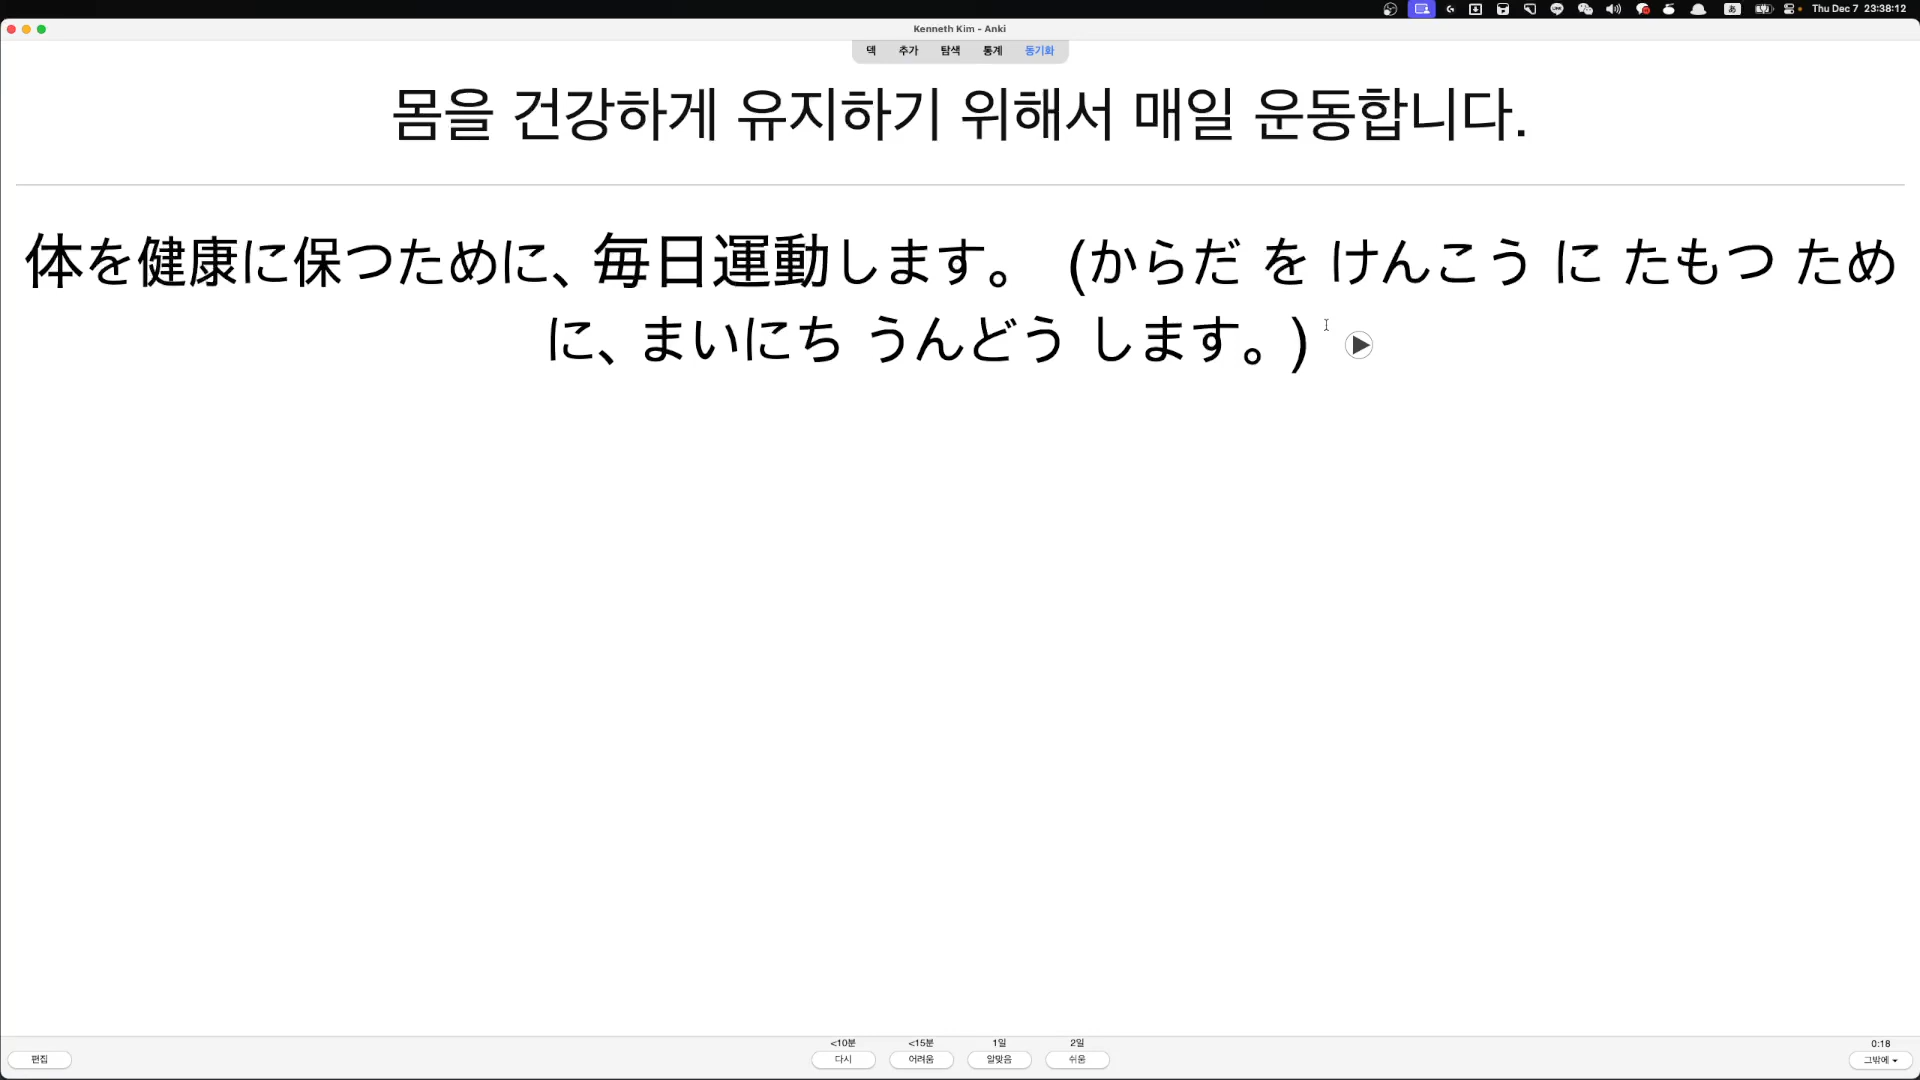 Thu Dec 7 23:38:12
Kenneth Kim - Anki
덱 추가 탐색 통계 동기화
몸을 건강하게 유지하기 위해서 매일 운동합니다.
体を健康に保つために、毎日運動します。 (からだ を けんこう に たもつ ため
に、まいにち うんどう します。)
<10분 <15분 1일 2일 0:18
편집 다시 어려움 알맞음 쉬움 그밖에